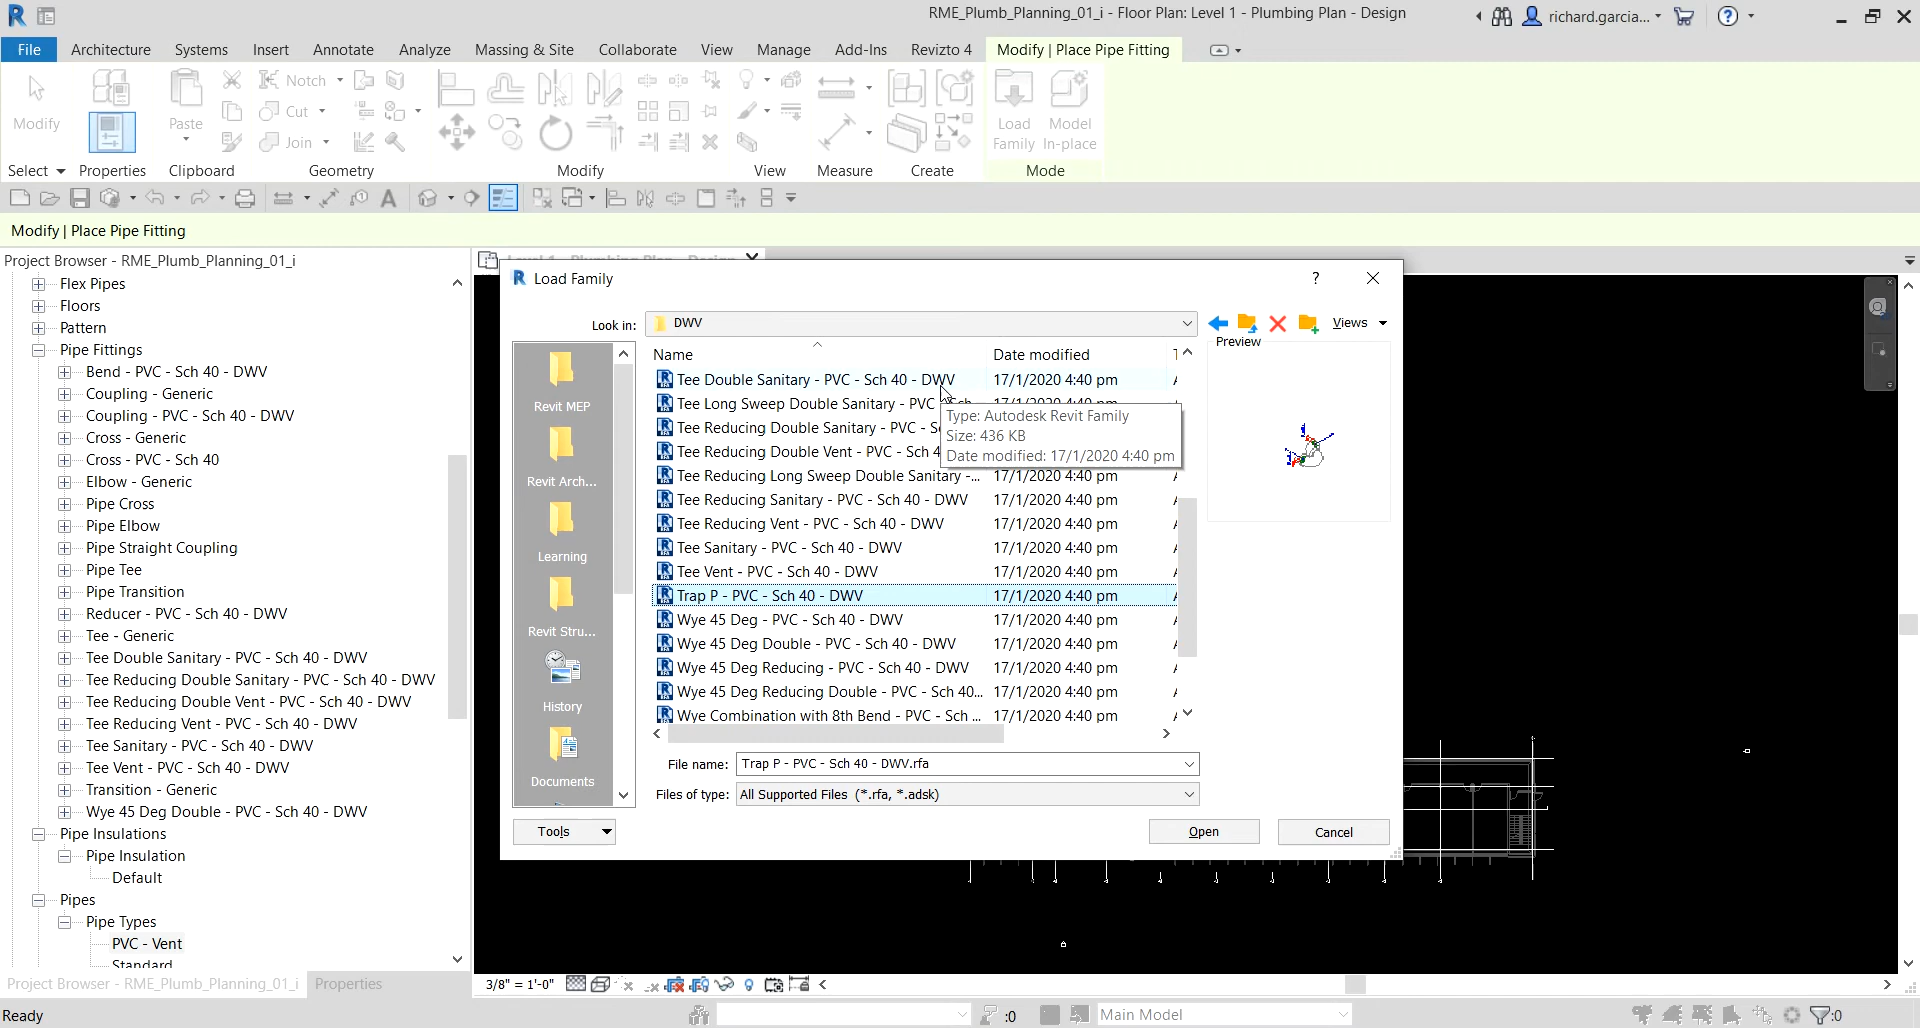 RME_Plumb_Planning_01_i - Floor Plan: Level 1 - Plumbing Plan - Design
richard.garcia...
File Architecture Systems Insert Annotate Analyze Massing & Site Collaborate View Manage Add-Ins Revizto 4 Modify | Place Pipe Fitting
Modify
Paste
Notch
Cut
Join
Load Family
Model In-place
Select Properties Clipboard Geometry Modify View Measure Create Mode
Modify | Place Pipe Fitting
Project Browser - RME_Plumb_Planning_01_i
Flex Pipes
Floors
Pattern
Pipe Fittings
Bend - PVC - Sch 40 - DWV
Coupling - Generic
Coupling - PVC - Sch 40 - DWV
Cross - Generic
Cross - PVC - Sch 40
Elbow - Generic
Pipe Cross
Pipe Elbow
Pipe Straight Coupling
Pipe Tee
Pipe Transition
Reducer - PVC - Sch 40 - DWV
Tee - Generic
Tee Double Sanitary - PVC - Sch 40 - DWV
Tee Reducing Double Sanitary - PVC - Sch 40 - DWV
Tee Reducing Double Vent - PVC - Sch 40 - DWV
Tee Reducing Vent - PVC - Sch 40 - DWV
Tee Sanitary - PVC - Sch 40 - DWV
Tee Vent - PVC - Sch 40 - DWV
Transition - Generic
Wye 45 Deg Double - PVC - Sch 40 - DWV
Pipe Insulations
Pipe Insulation
Default
Pipes
Pipe Types
PVC - Vent
Standard
Project Browser - RME_Plumb_Planning_01_i Properties
Load Family
Look in: DWV
Views
Revit MEP
Revit Arch...
Learning
Revit Stru...
History
Documents
Name Date modified
Preview
Tee Double Sanitary - PVC - Sch 40 - DWV 17/1/2020 4:40 pm
Tee Long Sweep Double Sanitary - PVC
Tee Reducing Double Sanitary - PVC - S
Tee Reducing Double Vent - PVC - Sch 4
Tee Reducing Long Sweep Double Sanitary -... 17/1/2020 4:40 pm
Tee Reducing Sanitary - PVC - Sch 40 - DWV 17/1/2020 4:40 pm
Tee Reducing Vent - PVC - Sch 40 - DWV 17/1/2020 4:40 pm
Tee Sanitary - PVC - Sch 40 - DWV 17/1/2020 4:40 pm
Tee Vent - PVC - Sch 40 - DWV 17/1/2020 4:40 pm
Trap P - PVC - Sch 40 - DWV 17/1/2020 4:40 pm
Wye 45 Deg - PVC - Sch 40 - DWV 17/1/2020 4:40 pm
Wye 45 Deg Double - PVC - Sch 40 - DWV 17/1/2020 4:40 pm
Wye 45 Deg Reducing - PVC - Sch 40 - DWV 17/1/2020 4:40 pm
Wye 45 Deg Reducing Double - PVC - Sch 40... 17/1/2020 4:40 pm
Wye Combination with 8th Bend - PVC - Sch ... 17/1/2020 4:40 pm
Type: Autodesk Revit Family
Size: 436 KB
Date modified: 17/1/2020 4:40 pm
File name: Trap P - PVC - Sch 40 - DWV.rfa
Files of type: All Supported Files (*.rfa, *.adsk)
Tools Open Cancel
3/8" = 1'-0"
Ready
:0
Main Model
:0